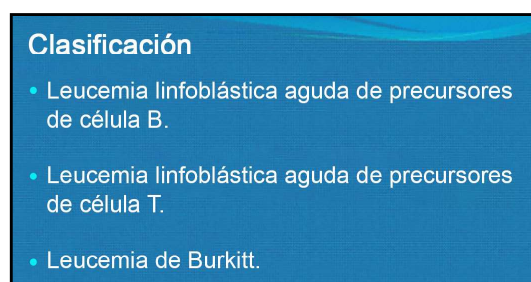 Clasificación
• Leucemia linfoblástica aguda de precursores
de célula B.
• Leucemia linfoblástica aguda de precursores
de célula T.
• Leucemia de Burkitt.